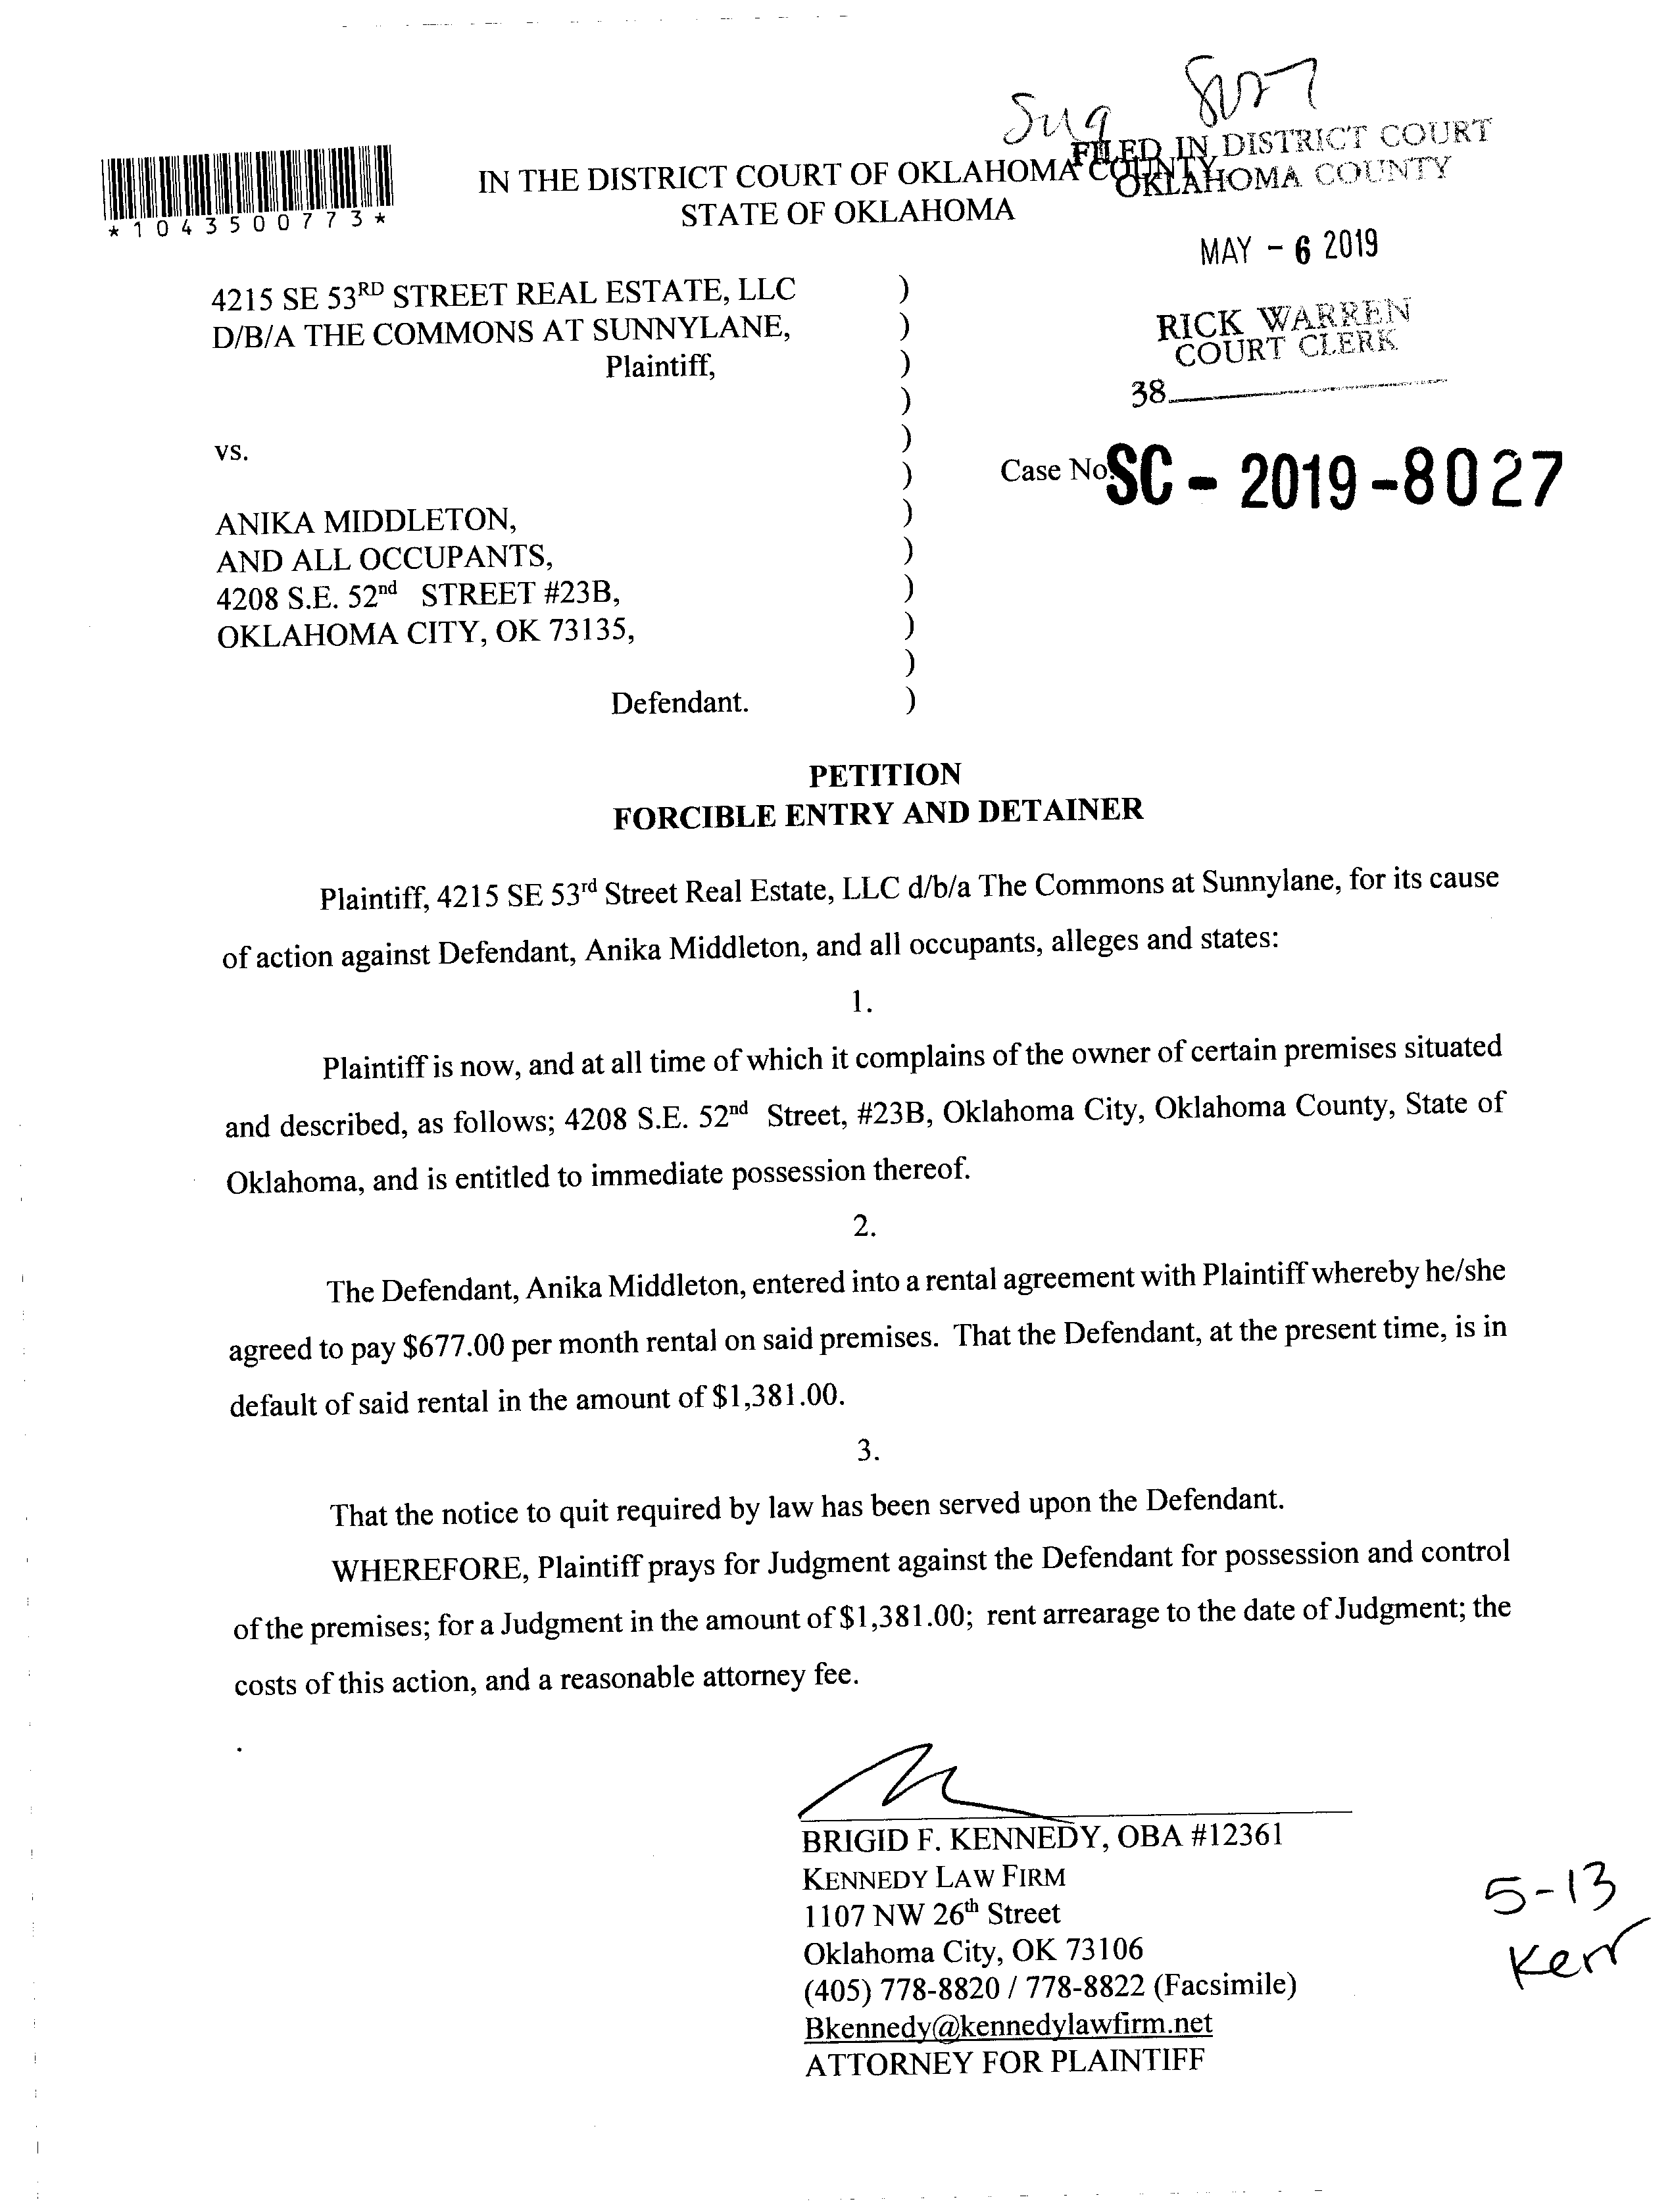 FILED IN DISTRICT COURT
OKLAHOMA COUNTY
*1043500773*
IN THE DISTRICT COURT OF OKLAHOMA COUNTY
STATE OF OKLAHOMA
MAY - 6 2019
RICK WARREN
COURT CLERK
38
4215 SE 53RD STREET REAL ESTATE, LLC )
D/B/A THE COMMONS AT SUNNYLANE, )
Plaintiff, )
)
vs. )
Case No. SC - 2019 - 8027
)
ANIKA MIDDLETON, )
AND ALL OCCUPANTS, )
4208 S.E. 52nd STREET #23B, )
OKLAHOMA CITY, OK 73135, )
)
Defendant. )
PETITION
FORCIBLE ENTRY AND DETAINER
Plaintiff, 4215 SE 53rd Street Real Estate, LLC d/b/a The Commons at Sunnylane, for its cause
of action against Defendant, Anika Middleton, and all occupants, alleges and states:
1.
Plaintiff is now, and at all time of which it complains of the owner of certain premises situated
and described, as follows; 4208 S.E. 52nd Street, #23B, Oklahoma City, Oklahoma County, State of
Oklahoma, and is entitled to immediate possession thereof.
2.
The Defendant, Anika Middleton, entered into a rental agreement with Plaintiff whereby he/she
agreed to pay $677.00 per month rental on said premises. That the Defendant, at the present time, is in
default of said rental in the amount of $1,381.00.
3.
That the notice to quit required by law has been served upon the Defendant.
WHEREFORE, Plaintiff prays for Judgment against the Defendant for possession and control
of the premises; for a Judgment in the amount of $1,381.00; rent arrearage to the date of Judgment; the
costs of this action, and a reasonable attorney fee.
.
BRIGID F. KENNEDY, OBA #12361
KENNEDY LAW FIRM
1107 NW 26th Street
Oklahoma City, OK 73106
(405) 778-8820 / 778-8822 (Facsimile)
Bkennedy@kennedylawfirm.net
ATTORNEY FOR PLAINTIFF
5-13
Kerr